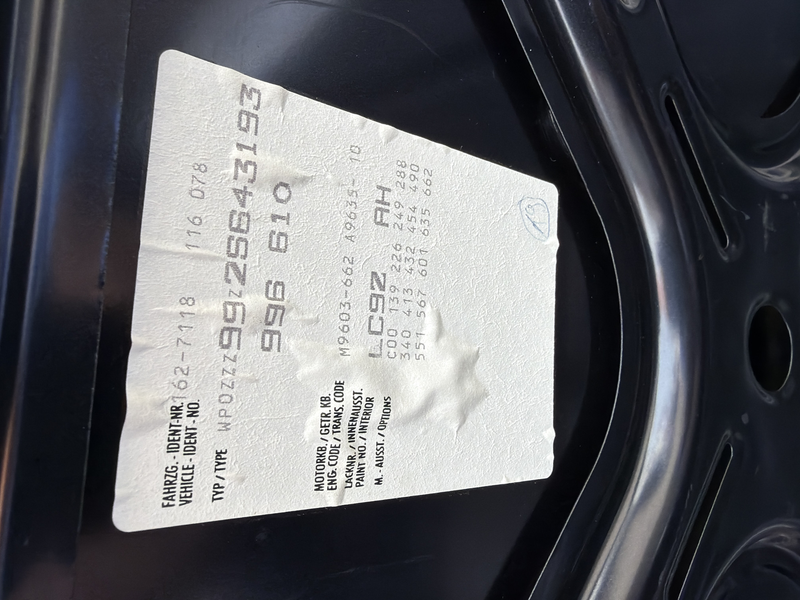 162-7118 116 078
FAHRZG. - IDENT-NR.
VEHICLE - IDENT - NO.
WP0ZZZ99Z2S643193
TYP / TYPE
996 610
MOTORKB. / GETR. KB.
ENG. CODE / TRANS. CODE
M9603-662 A9635- 10
LACKNR. / INNENAUSST.
PAINT NO. / INTERIOR
LC9Z AH
M. - AUSST. / OPTIONS
C00 139 226 249 288
340 413 432 454 490
551 567 601 635 662
13